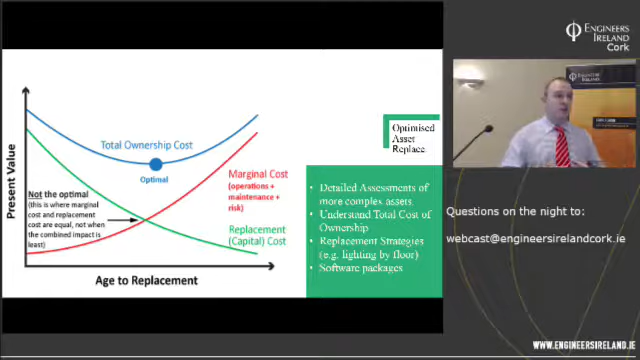 ENGINEERS
IRELAND
Cork
Present Value
Total Ownership Cost
Optimal
Not the optimal
(this is where marginal
cost and replacement
cost are equal, not when
the combined impact is
least)
Marginal Cost
(operations +
maintenance +
risk)
Replacement
(Capital) Cost
Age to Replacement
Optimised
Asset
Replace.
• Detailed Assessments of
more complex assets.
• Understand Total Cost of
Ownership
• Replacement Strategies
(e.g. lighting by floor)
• Software packages
Questions on the night to:
webcast@engineersirelandcork.ie
WWW.ENGINEERSIRELAND.IE